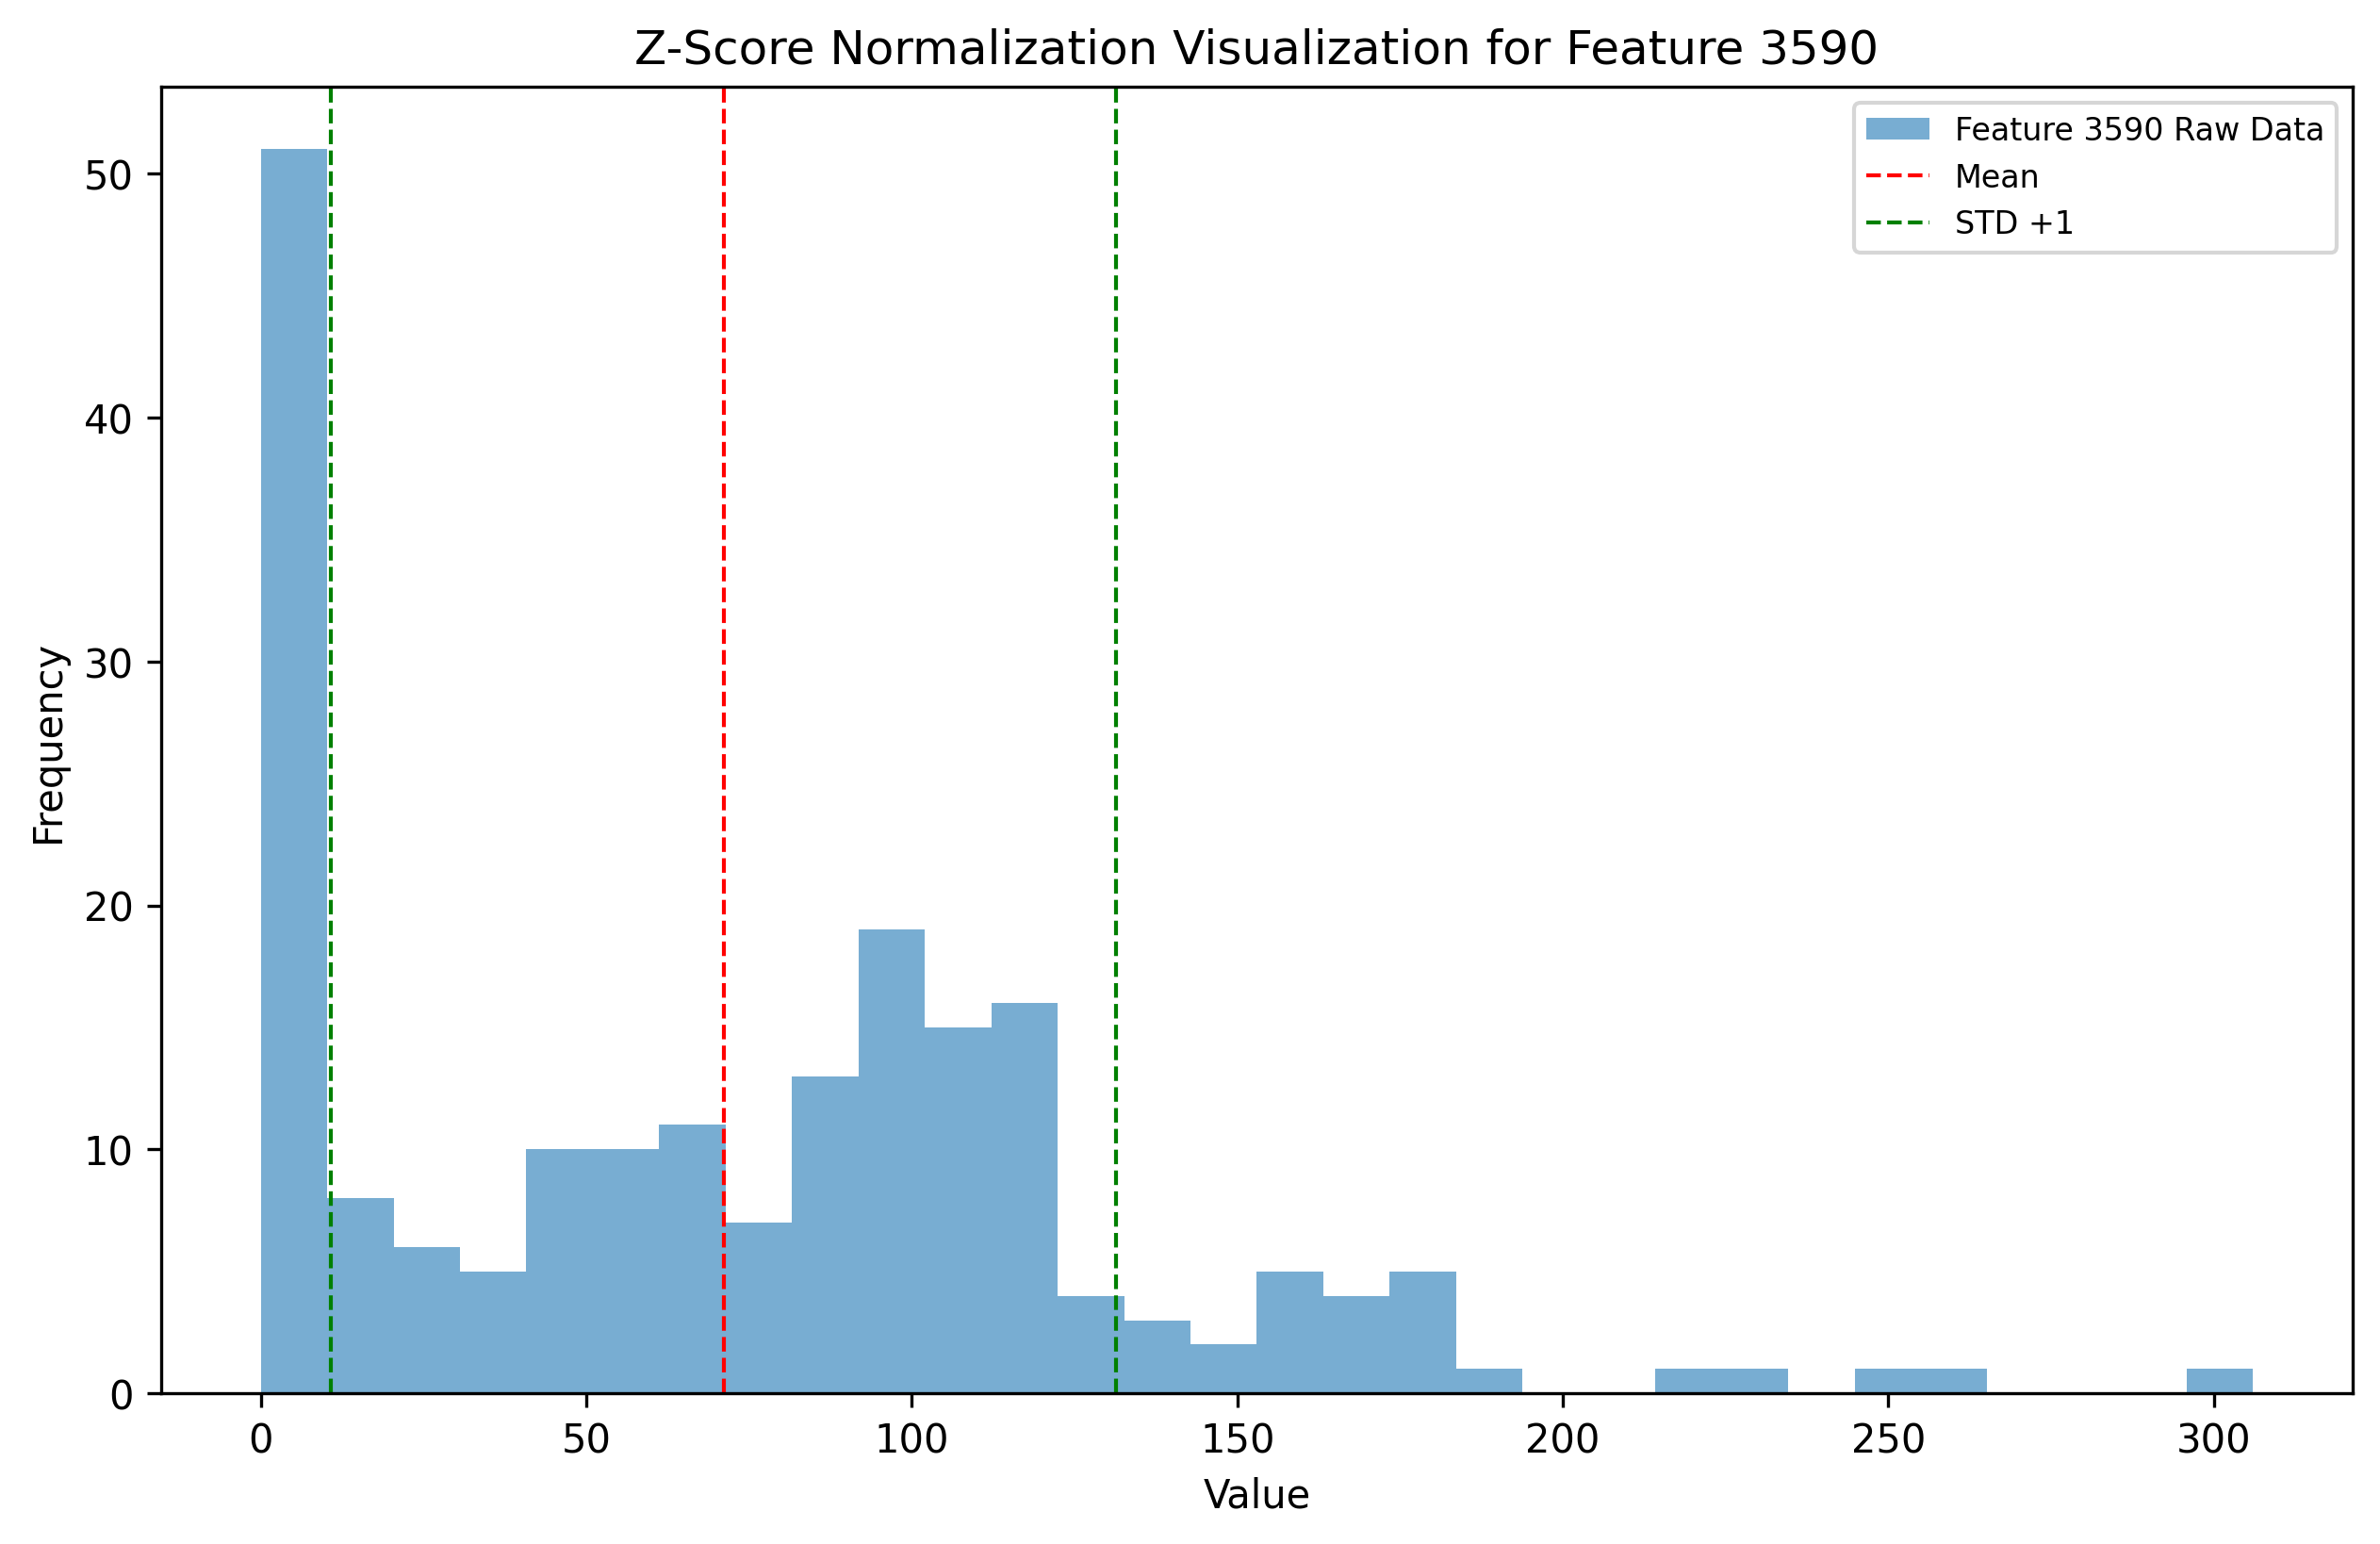 Z-Score Normalization Visualization for Feature 3590
Feature 3590 Raw Data
Mean
STD +1
50
40
30
20
10
0
Frequency
0 50 100 150 200 250 300
Value